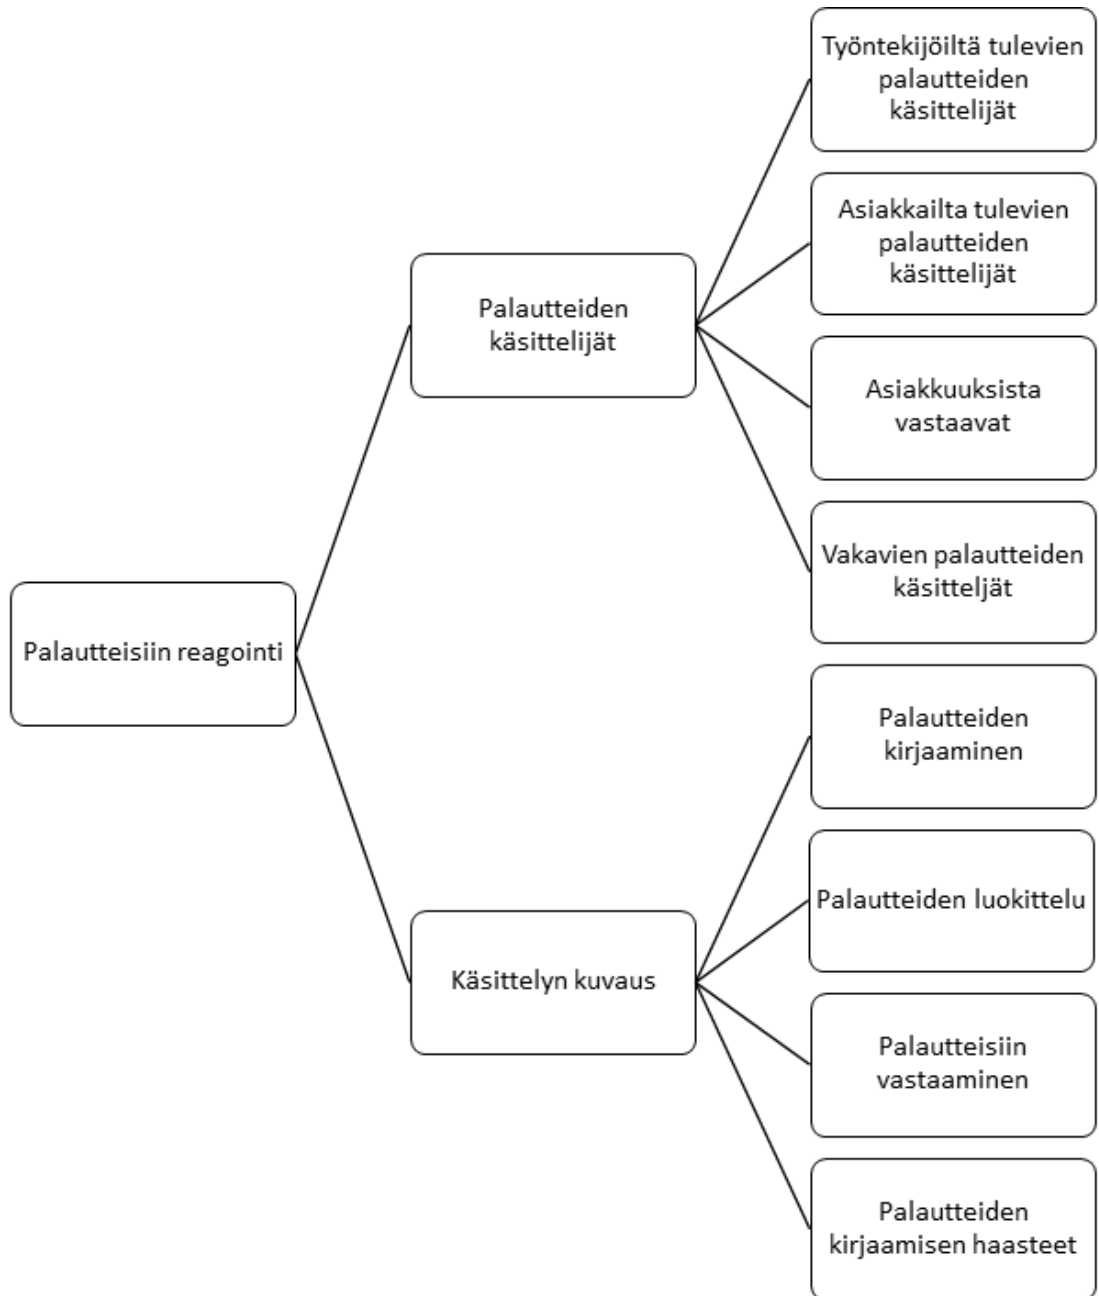 Työntekijöiltä tulevien
palautteiden
käsittelijät
Asiakkailta tulevien
palautteiden
käsittelijät
Palautteiden
käsittelijät
Asiakkuuksista
vastaavat
Vakavien palautteiden
käsitteljät
Palautteisiin reagointi
Palautteiden
kirjaaminen
Palautteiden luokittelu
Käsittelyn kuvaus
Palautteisiin
vastaaminen
Palautteiden
kirjaamisen haasteet